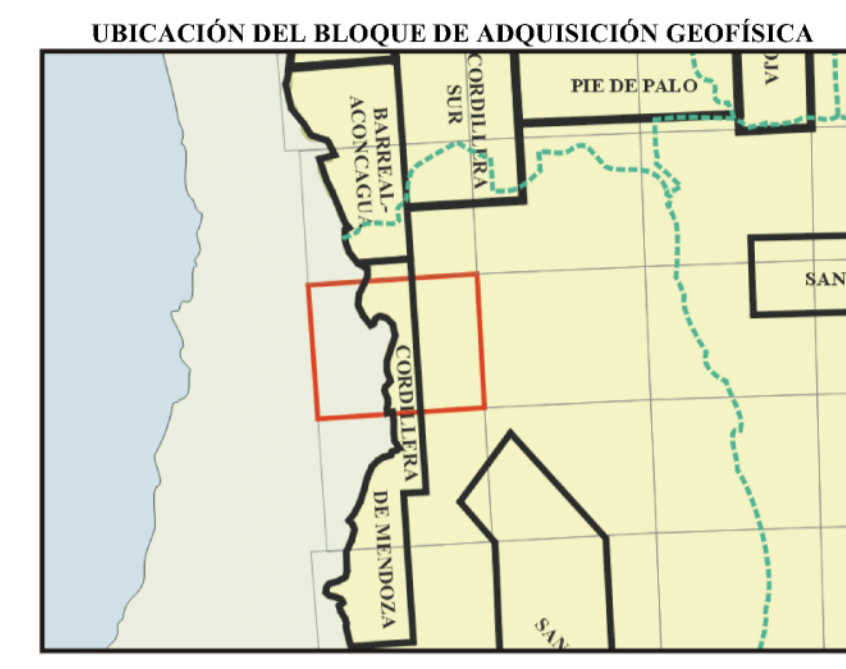 UBICACIÓN DEL BLOQUE DE ADQUISICIÓN GEOFÍSICA
BARREAL-
ACONCAGUA
CORDILLERA
SUR
PIE DE PALO
OJA
SAN
CORDILLERA
DE MENDOZA
SAN